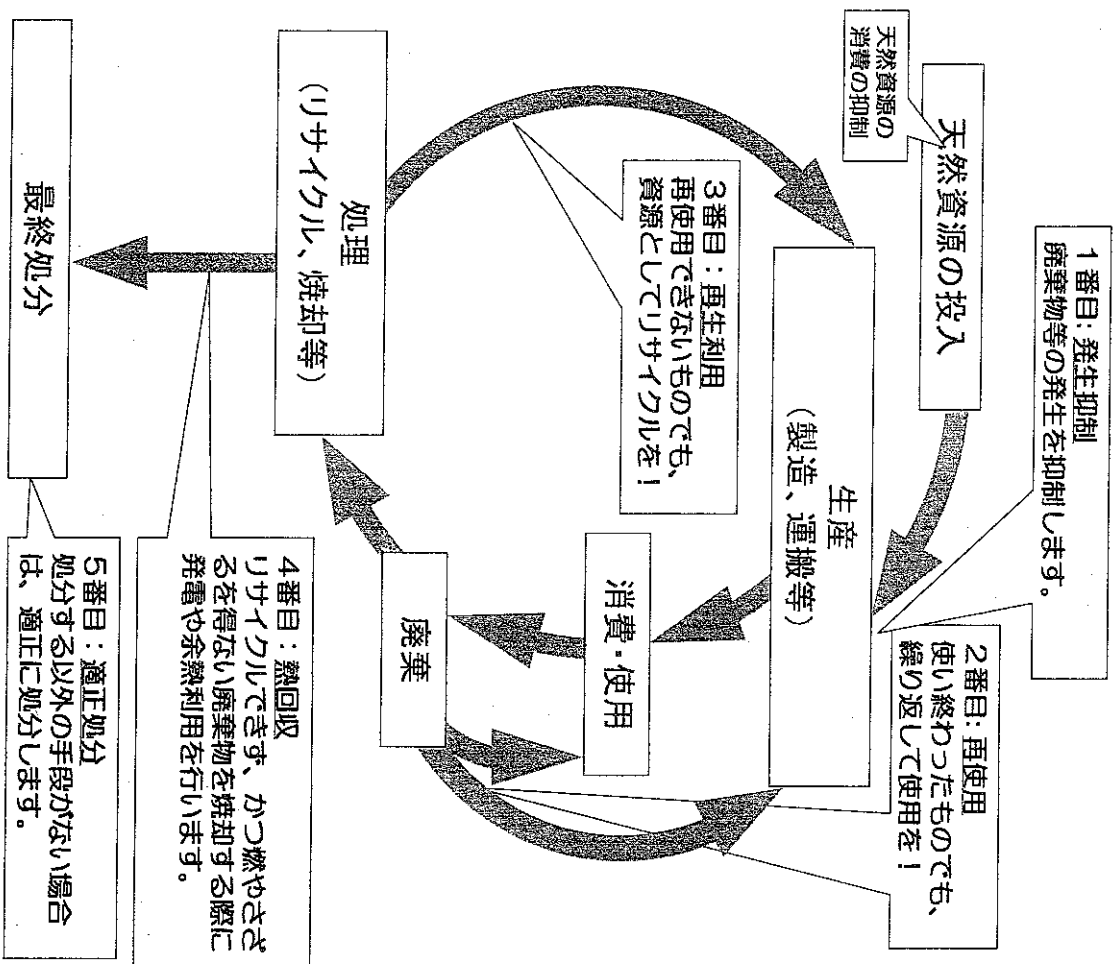 1番目：発生抑制
廃棄物等の発生を抑制します。
天然資源の投入
天然資源の
消費の抑制
2番目：再使用
使い終わったものでも、
繰り返して使用を！
生産
（製造、運搬等）
3番目：再生利用
再使用できないものでも、
資源としてリサイクルを！
消費・使用
廃棄
処理
（リサイクル、焼却等）
4番目：熱回収
リサイクルできず、かつ燃やさざ
るを得ない廃棄物を焼却する際に
発電や余熱利用を行います。
最終処分
5番目：適正処分
処分する以外の手段がない場合
は、適正に処分します。